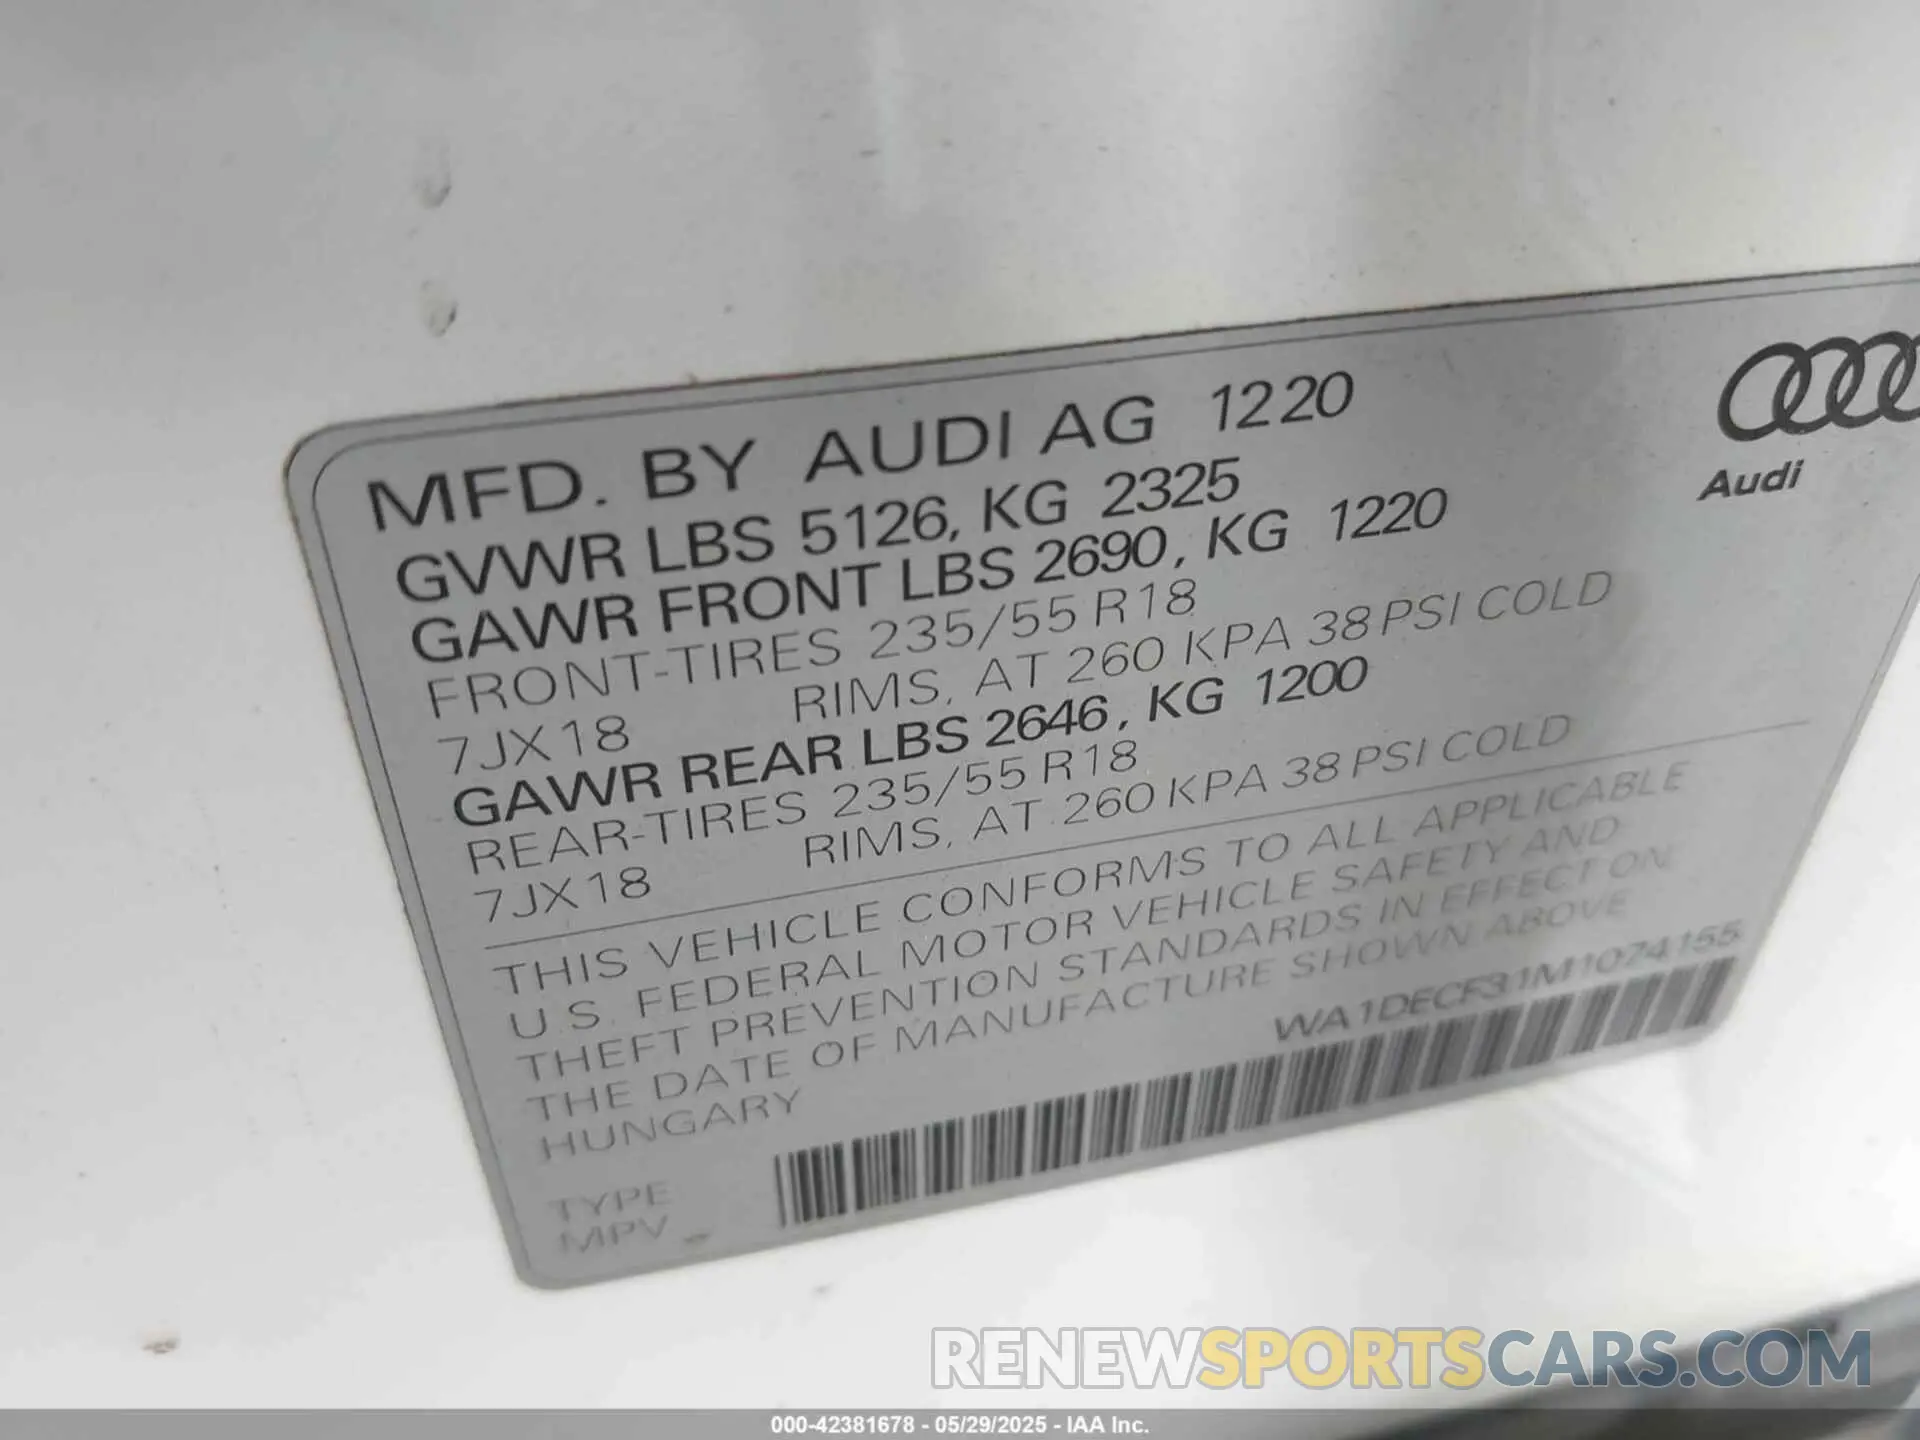 MFD. BY AUDI AG 1220
GVWR LBS 5126, KG 2325
GAWR FRONT LBS 2690, KG 1220
FRONT-TIRES 235/55 R18
7JX18 RIMS, AT 260 KPA 38 PSI COLD
GAWR REAR LBS 2646, KG 1200
REAR-TIRES 235/55 R18
7JX18 RIMS, AT 260 KPA 38 PSI COLD
THIS VEHICLE CONFORMS TO ALL APPLICABLE
U.S. FEDERAL MOTOR VEHICLE SAFETY AND
THEFT PREVENTION STANDARDS IN EFFECT ON
THE DATE OF MANUFACTURE SHOWN ABOVE
HUNGARY
WA1DECF31M1074155
TYPE
MPV
Audi
RENEWSPORTSCARS.COM
000-42381678 - 05/29/2025 - IAA Inc.